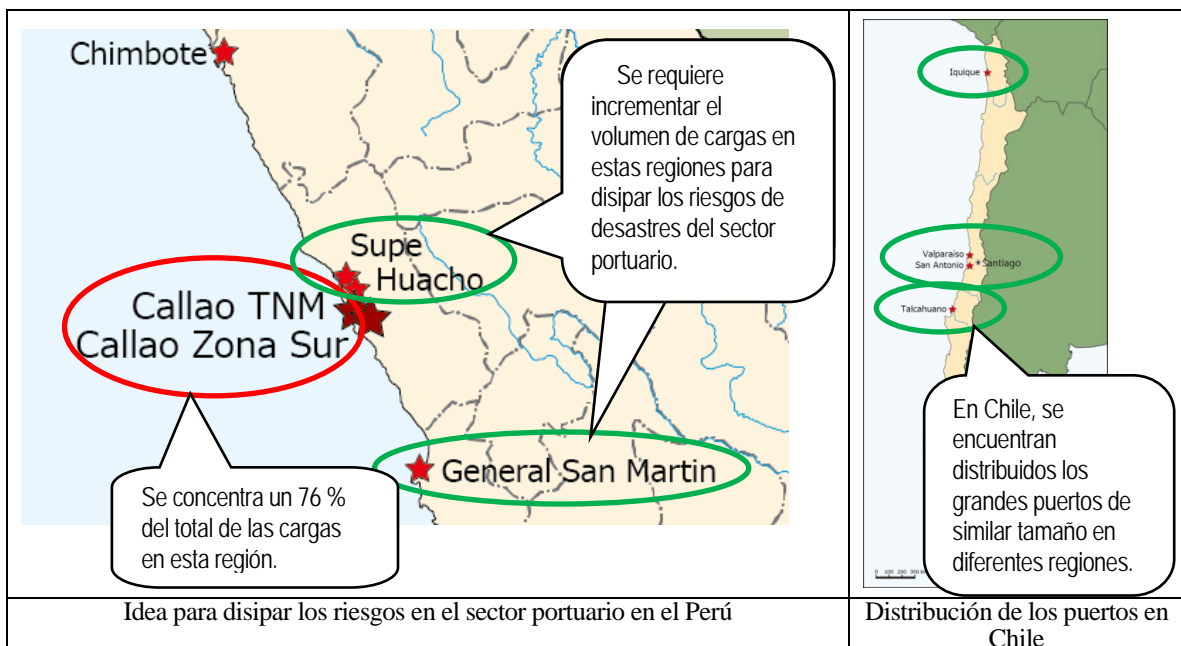 Chimbote
Se requiere
incrementar el
volumen de cargas en
estas regiones para
disipar los riesgos de
desastres del sector
portuario.
Supe
Huacho
Callao TNM
Callao Zona Sur
General San Martin
Se concentra un 76 %
del total de las cargas
en esta región.
Idea para disipar los riesgos en el sector portuario en el Perú
Iquique
Valparaíso
San Antonio
Santiago
Talcahuano
En Chile, se
encuentran
distribuidos los
grandes puertos de
similar tamaño en
diferentes regiones.
0 100 200 300
Distribución de los puertos en
Chile